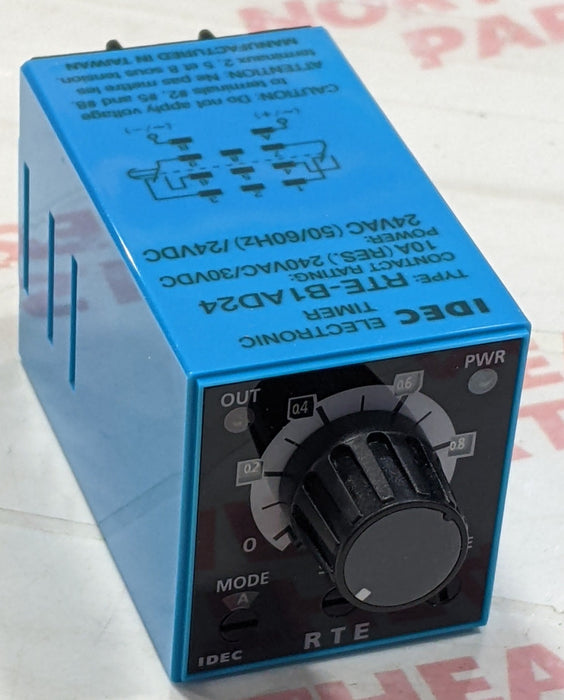 IDEC ELECTRONIC
TIMER
TYPE: RTE-B1AD24
CONTACT RATING:
10A (RES.) 240VAC/30VDC
POWER:
24VAC (50/60Hz) /24VDC
(~/+)
(~/−)
CAUTION: Do not apply voltage
to terminals #2, #5 and #8.
ATTENTION: Ne pas mettre les
terminaux 2, 5 et 8 sous tension.
MANUFACTURED IN TAIWAN
OUT
PWR
0
0.2
0.4
0.6
0.8
MODE
A
RTE
IDEC